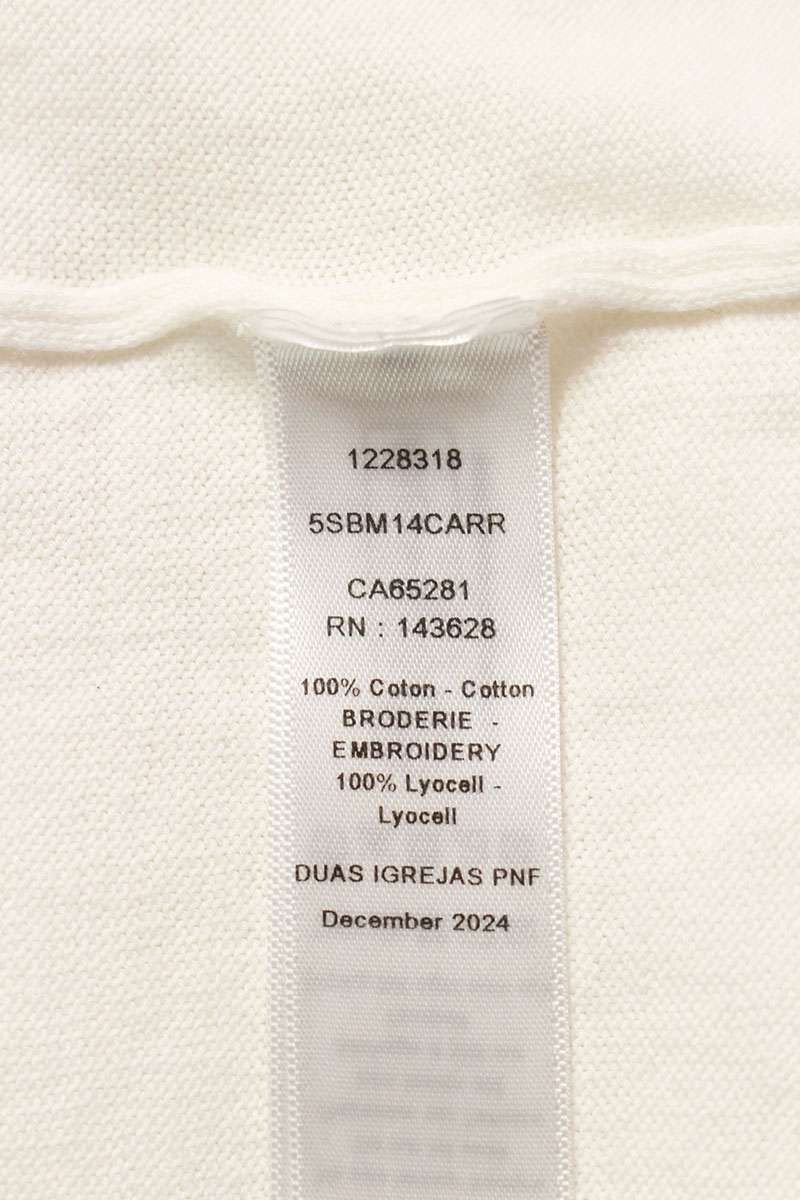 1228318
5SBM14CARR
CA65281
RN : 143628
100% Coton - Cotton
BRODERIE -
EMBROIDERY
100% Lyocell -
Lyocell
DUAS IGREJAS PNF
December 2024